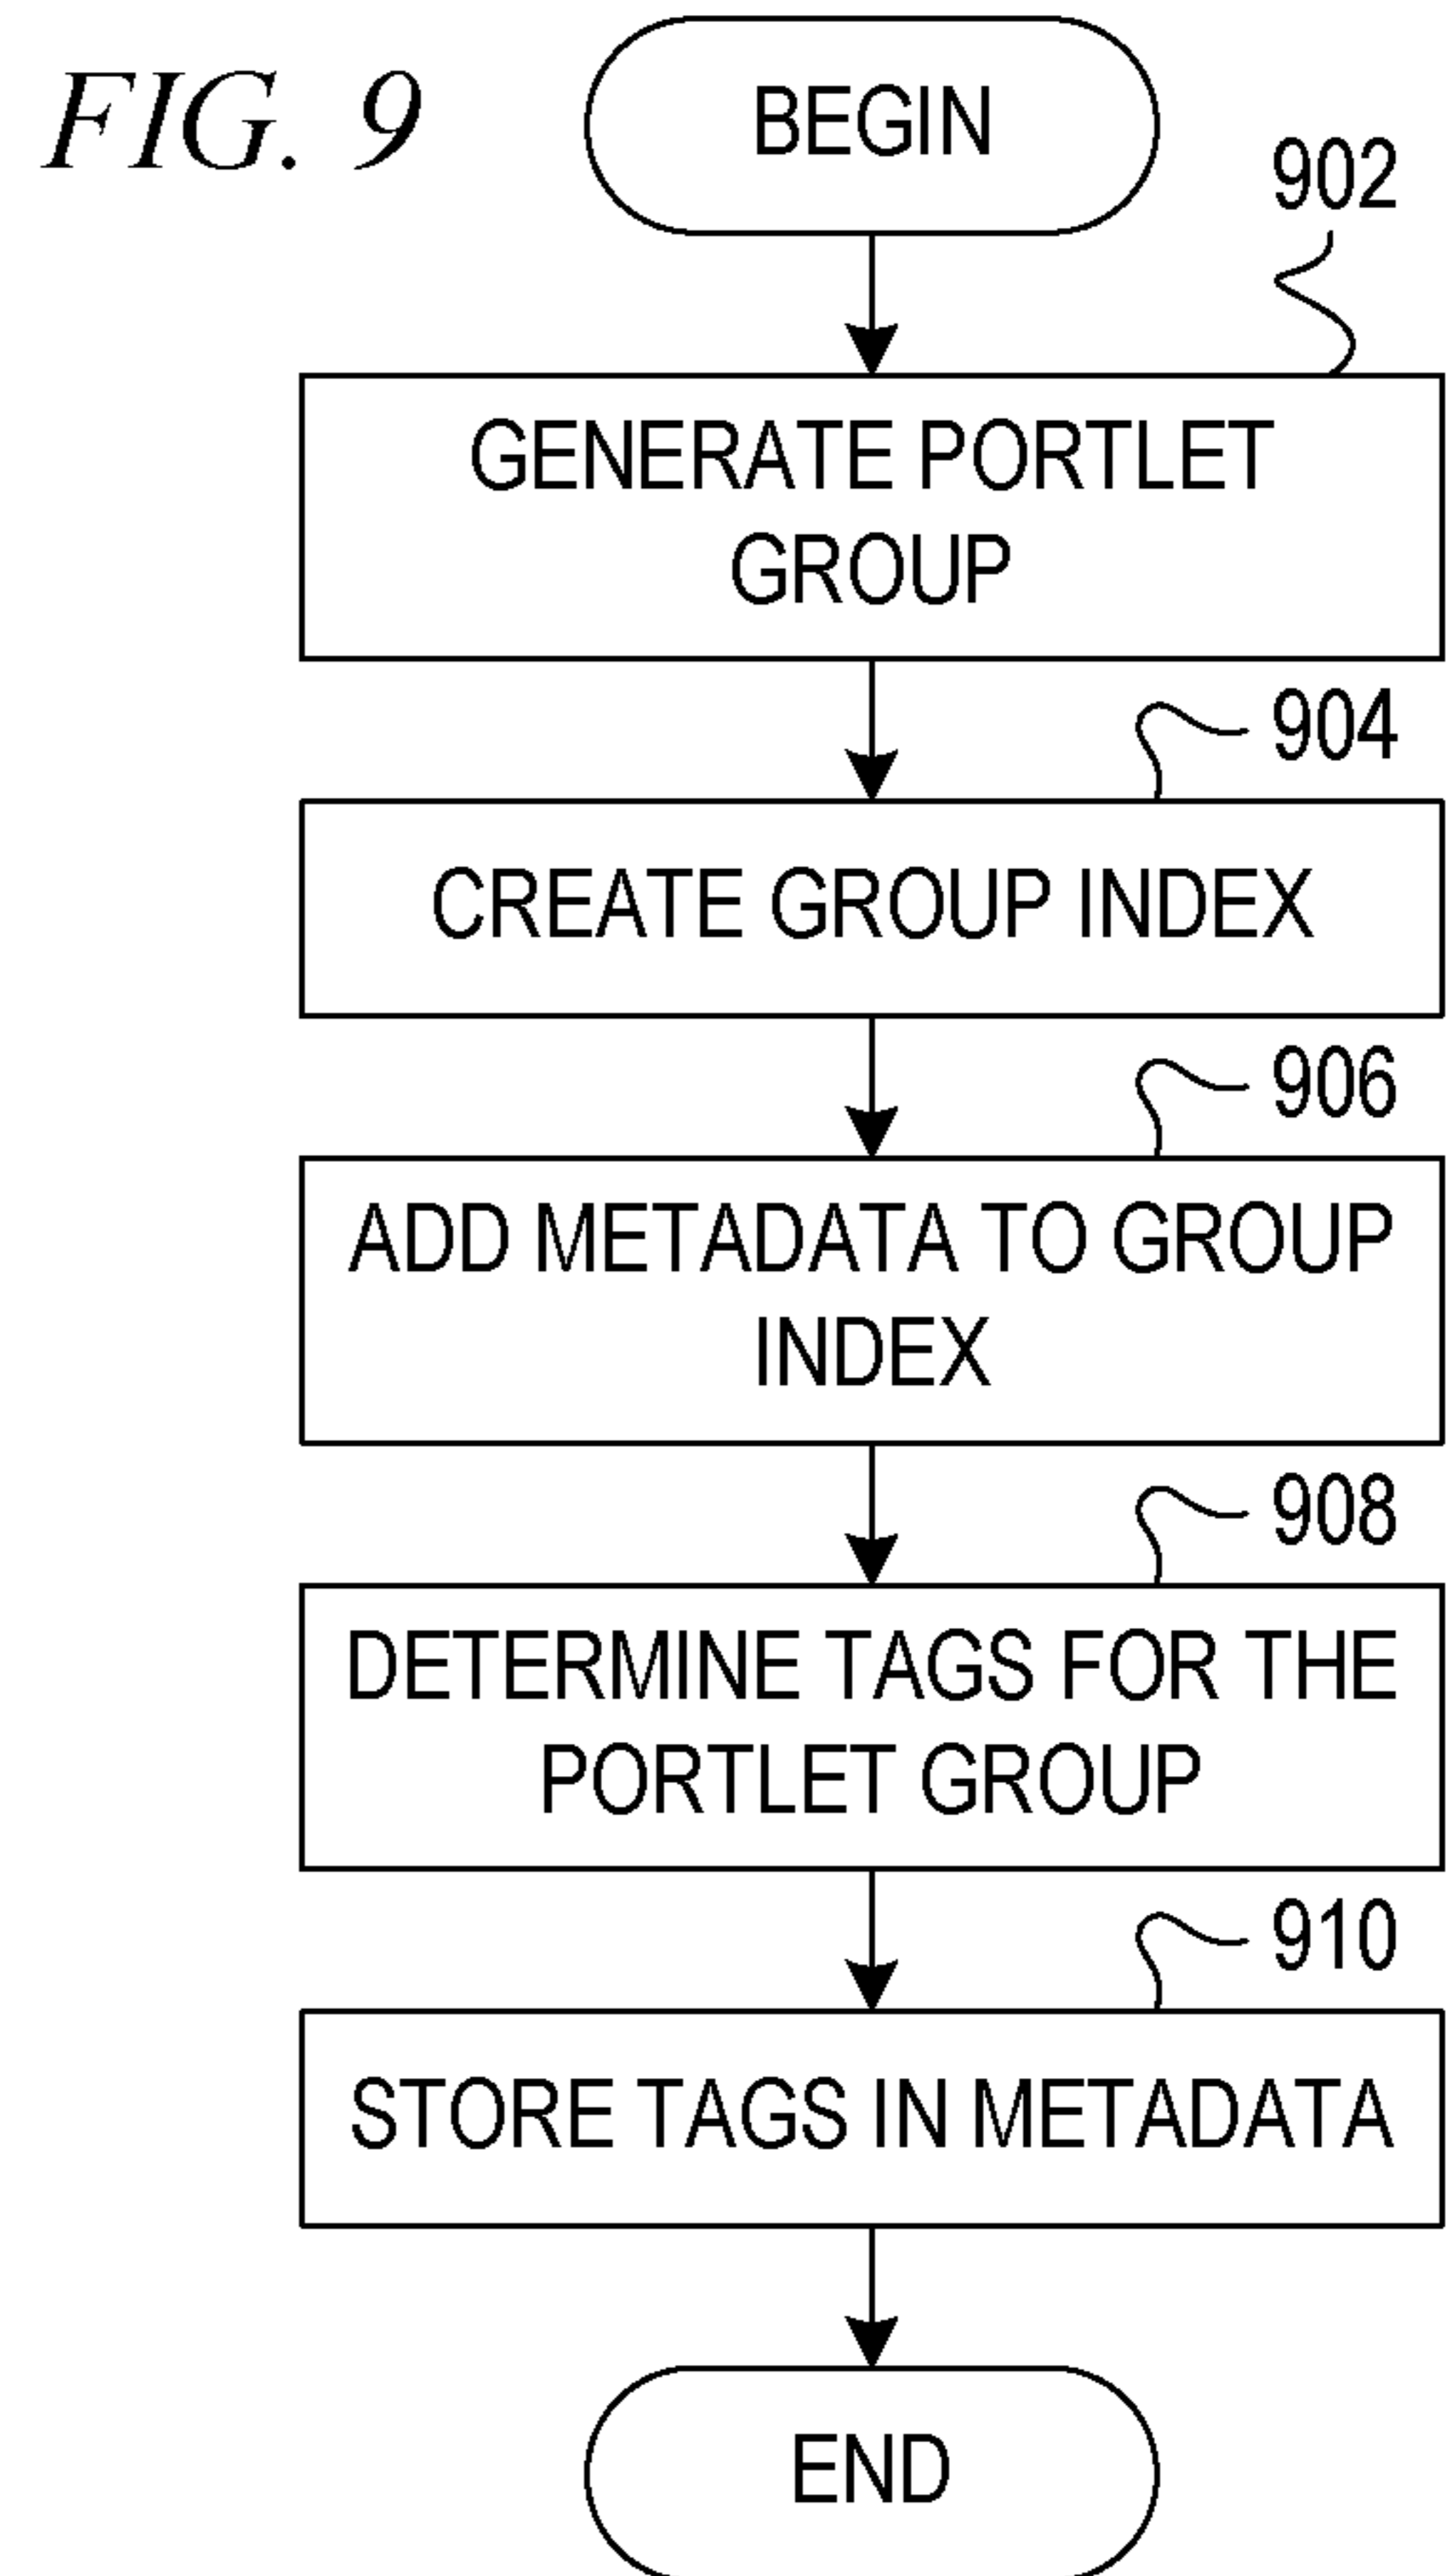 FIG. 9
BEGIN
902
GENERATE PORTLET
GROUP
904
CREATE GROUP INDEX
906
ADD METADATA TO GROUP
INDEX
908
DETERMINE TAGS FOR THE
PORTLET GROUP
910
STORE TAGS IN METADATA
END